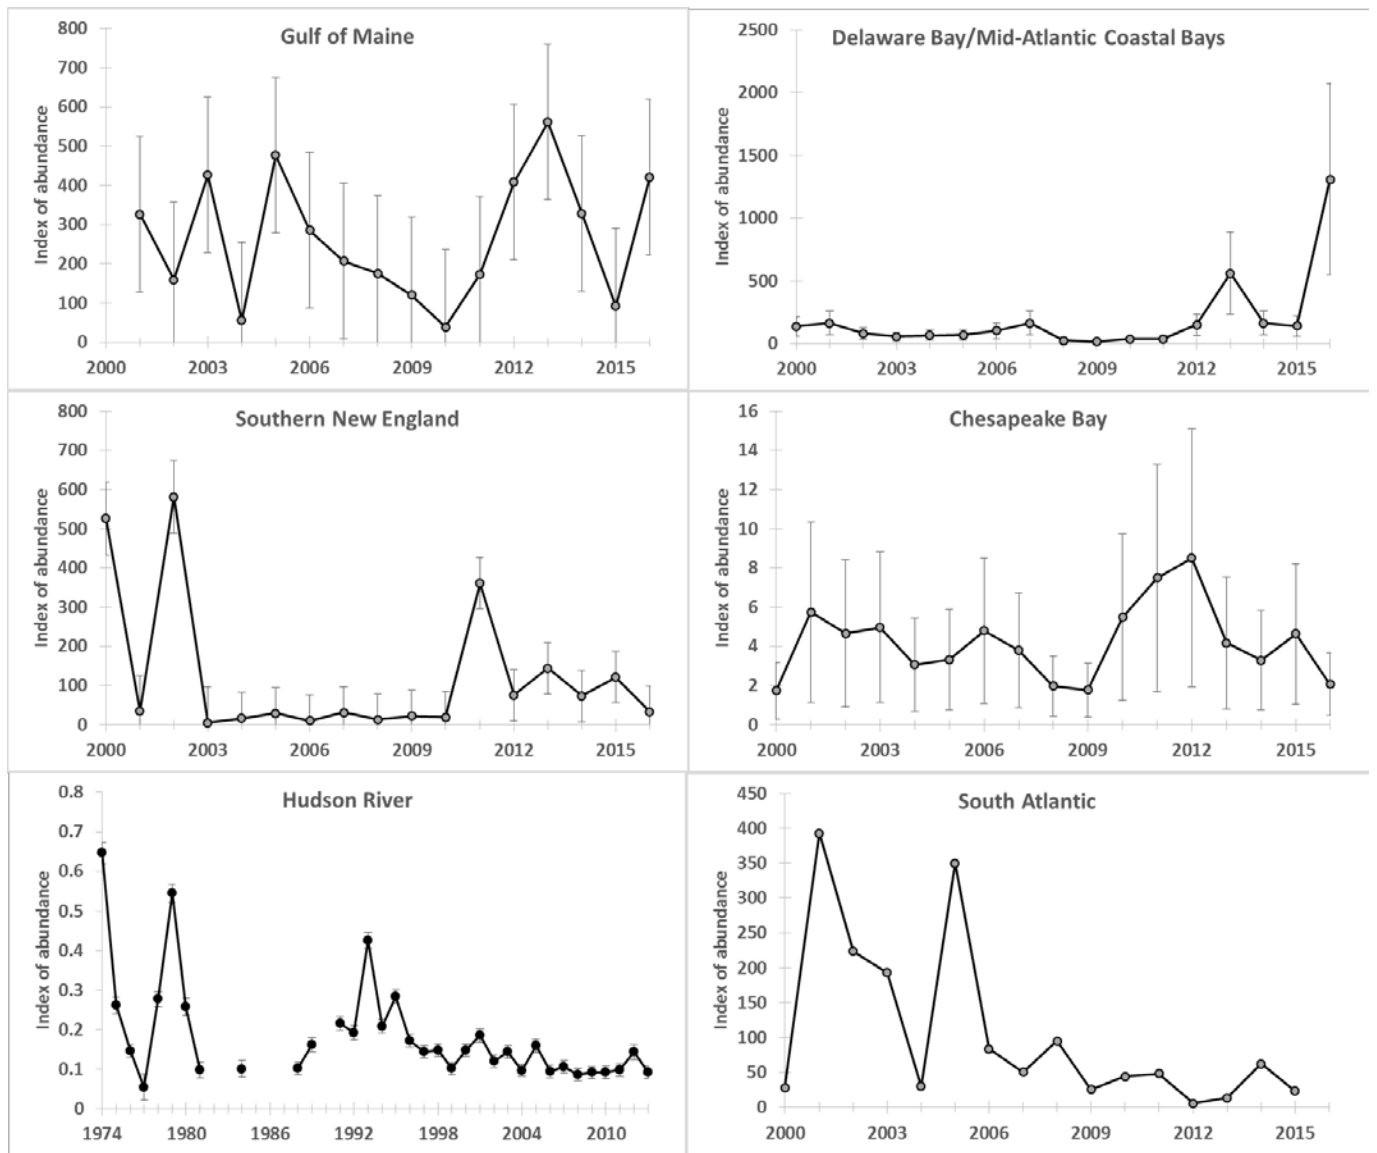 Gulf of Maine
Index of abundance
800
700
600
500
400
300
200
100
0
2000 2003 2006 2009 2012 2015
Delaware Bay/Mid-Atlantic Coastal Bays
Index of abundance
2500
2000
1500
1000
500
0
2000 2003 2006 2009 2012 2015
Southern New England
Index of abundance
800
700
600
500
400
300
200
100
0
2000 2003 2006 2009 2012 2015
Chesapeake Bay
Index of abundance
16
14
12
10
8
6
4
2
0
2000 2003 2006 2009 2012 2015
Hudson River
Index of abundance
0.8
0.7
0.6
0.5
0.4
0.3
0.2
0.1
0
1974 1980 1986 1992 1998 2004 2010
South Atlantic
Index of abundance
450
400
350
300
250
200
150
100
50
0
2000 2003 2006 2009 2012 2015